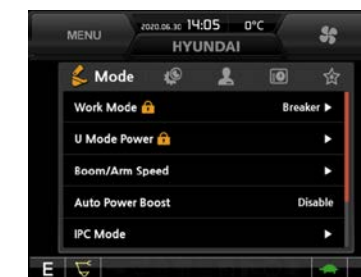 MENU
2020.06.30 14:05 0°C
HYUNDAI
Mode
Work Mode
Breaker ▶
U Mode Power
▶
Boom/Arm Speed
▶
Auto Power Boost
Disable
IPC Mode
▶
E